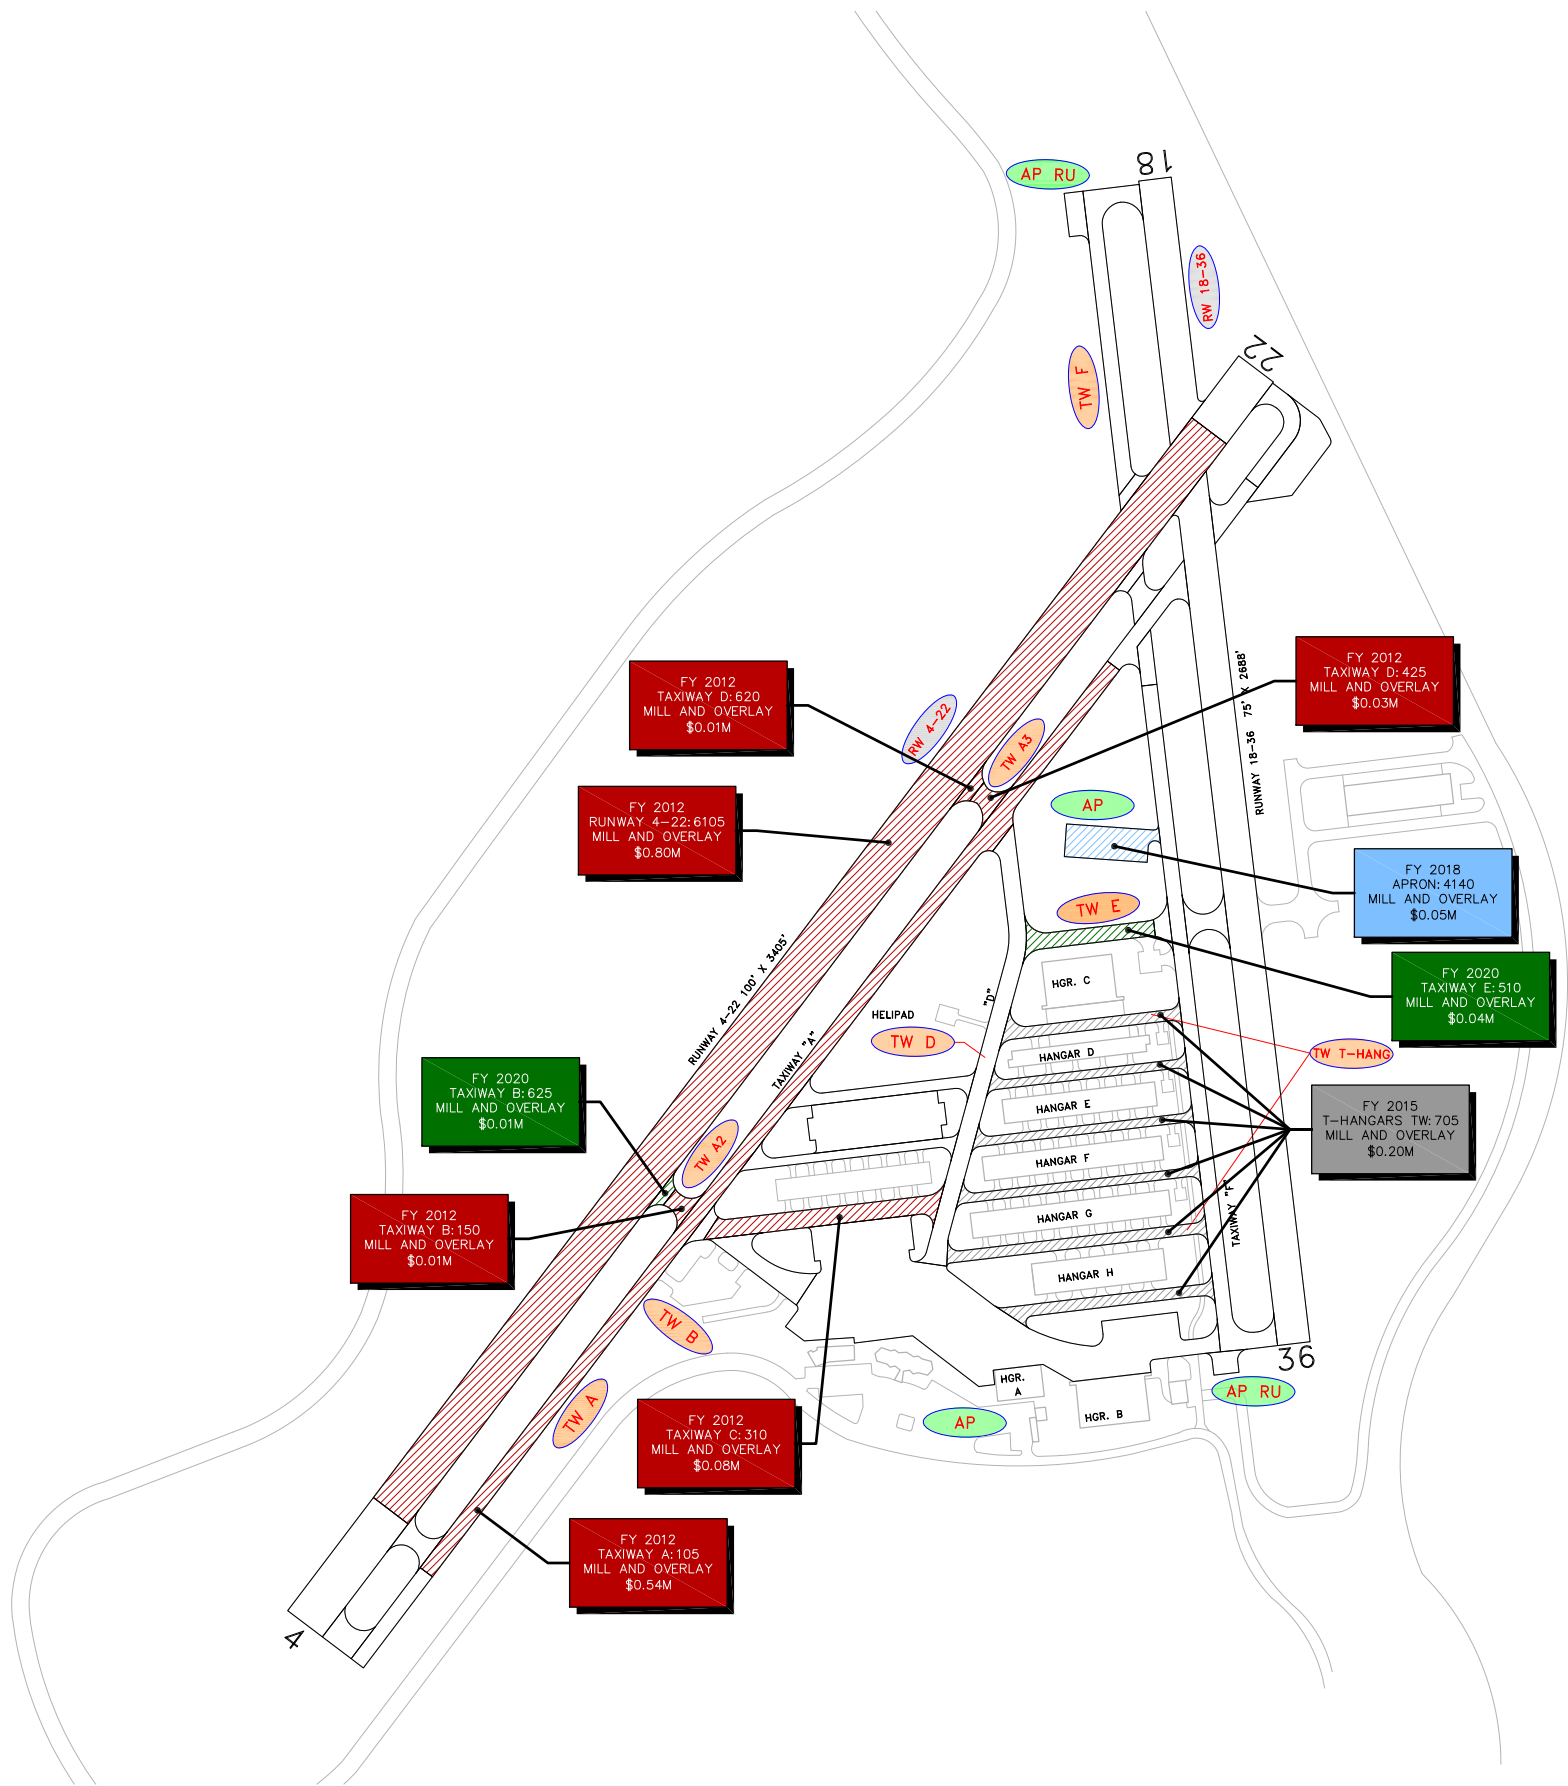 18
AP RU
RW 18-36
22
TW F
FY 2012
TAXIWAY D:620
MILL AND OVERLAY
$0.01M
FY 2012
TAXIWAY D:425
MILL AND OVERLAY
$0.03M
RUNWAY 18-36 75' X 2688'
RW 4-22
TW A3
FY 2012
RUNWAY 4-22:6105
MILL AND OVERLAY
$0.80M
AP
FY 2018
APRON:4140
MILL AND OVERLAY
$0.05M
TW E
RUNWAY 4-22 100' X 3405'
FY 2020
TAXIWAY E:510
MILL AND OVERLAY
$0.04M
HGR. C
"D"
HELIPAD
TW D
TAXIWAY "A"
HANGAR D
TW T-HANG
FY 2020
TAXIWAY B:625
MILL AND OVERLAY
$0.01M
HANGAR E
FY 2015
T-HANGARS TW:705
MILL AND OVERLAY
$0.20M
TW A2
HANGAR F
FY 2012
TAXIWAY B:150
MILL AND OVERLAY
$0.01M
HANGAR G
TAXIWAY "F"
HANGAR H
TW B
36
HGR.
A
AP RU
TW A
AP
HGR. B
FY 2012
TAXIWAY C:310
MILL AND OVERLAY
$0.08M
FY 2012
TAXIWAY A:105
MILL AND OVERLAY
$0.54M
4